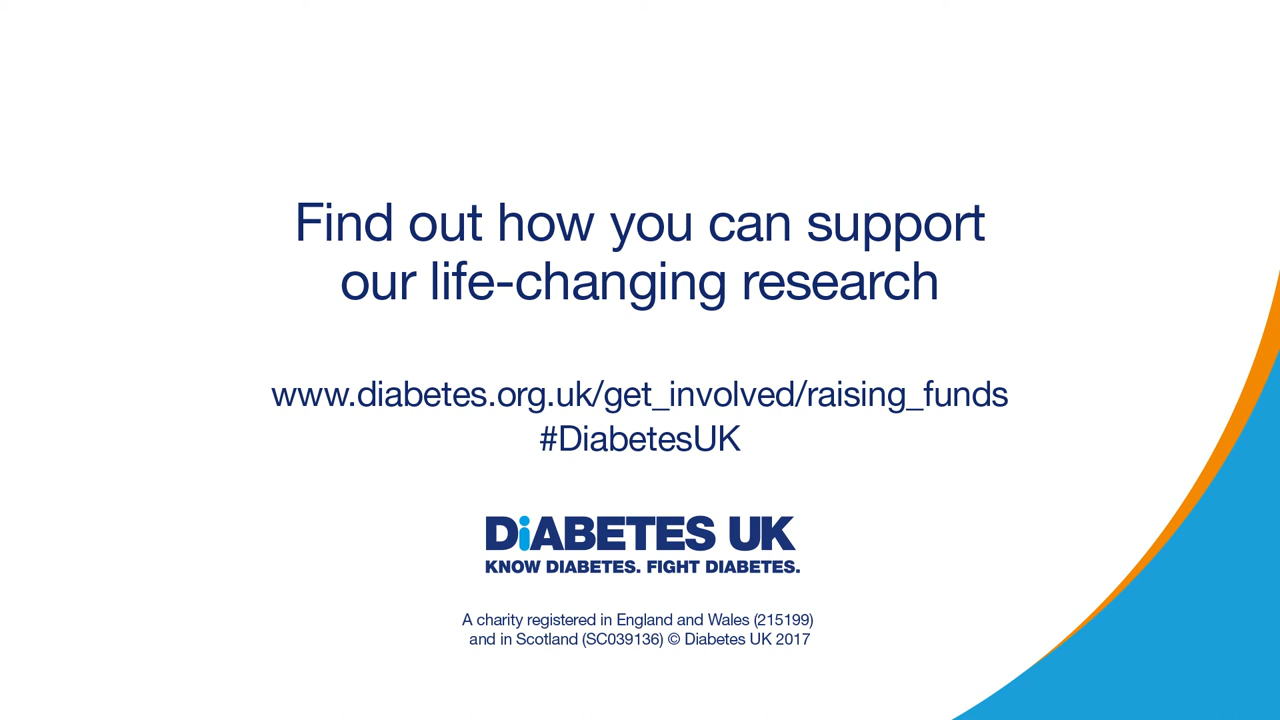 Find out how you can support
our life-changing research
www.diabetes.org.uk/get_involved/raising_funds
#DiabetesUK
DiABETES UK
KNOW DIABETES. FIGHT DIABETES.
A charity registered in England and Wales (215199)
and in Scotland (SC039136) © Diabetes UK 2017